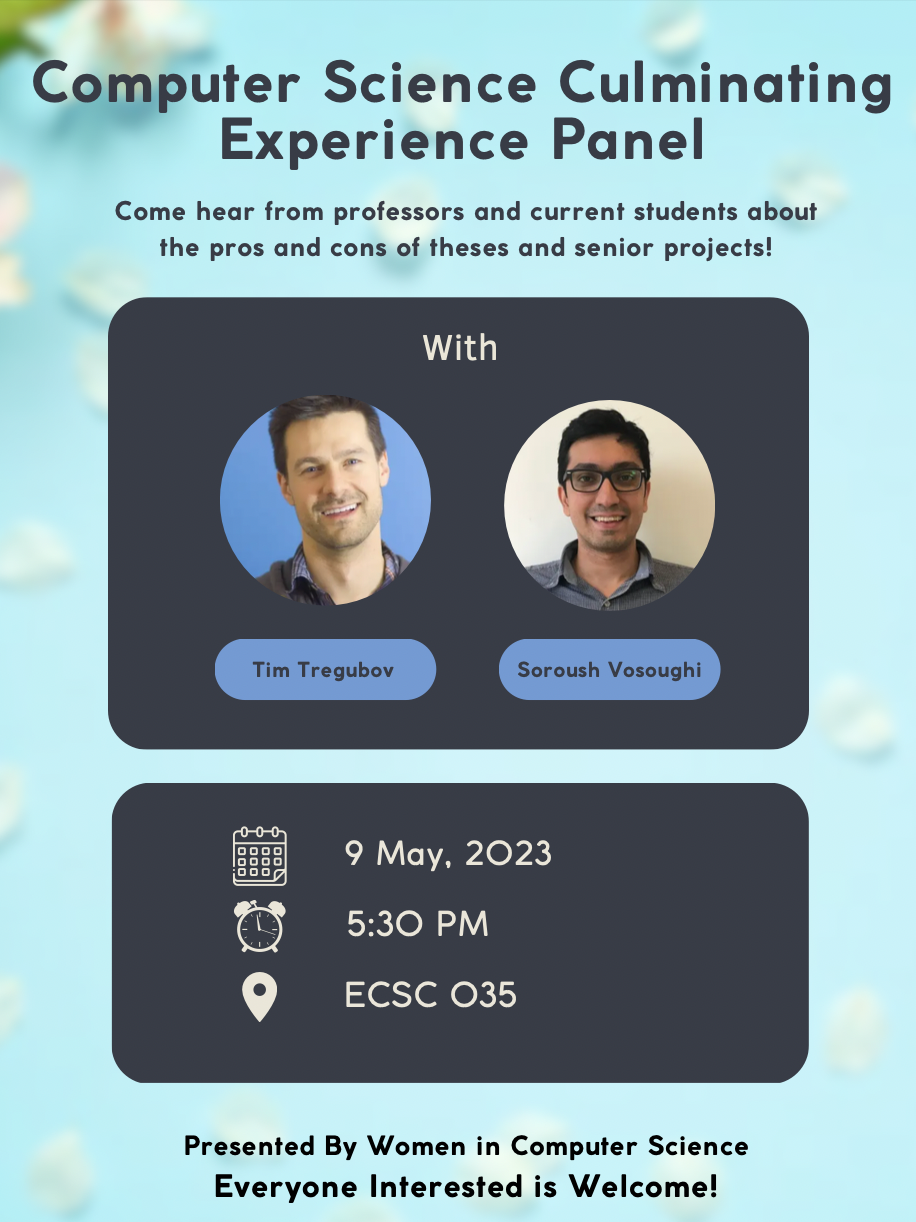 Computer Science Culminating
Experience Panel
Come hear from professors and current students about
the pros and cons of theses and senior projects!
With
Tim Tregubov
Soroush Vosoughi
9 May, 2023
5:30 PM
ECSC 035
Presented By Women in Computer Science
Everyone Interested is Welcome!